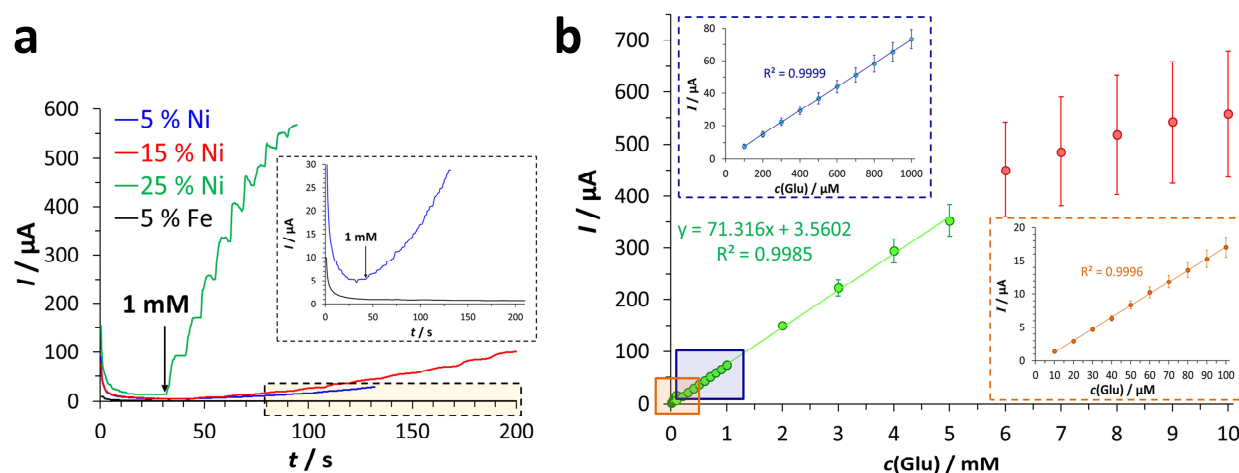 a
I / µA
600
500
400
300
200
100
0
5 % Ni
15 % Ni
25 % Ni
5 % Fe
1 mM
0
50
100
150
200
t / s
I / µA
30
25
20
15
10
5
0
1 mM
0
50
100
150
200
t / s
b
I / µA
700
600
500
400
300
200
100
0
y = 71.316x + 3.5602
R² = 0.9985
0 1 2 3 4 5 6 7 8 9 10
c(Glu) / mM
I / µA
80
60
40
20
0
R² = 0.9999
0 100 200 300 400 500 600 700 800 900 1000
c(Glu) / µM
I / µA
20
15
10
5
0
R² = 0.9996
0 10 20 30 40 50 60 70 80 90 100
c(Glu) / µM